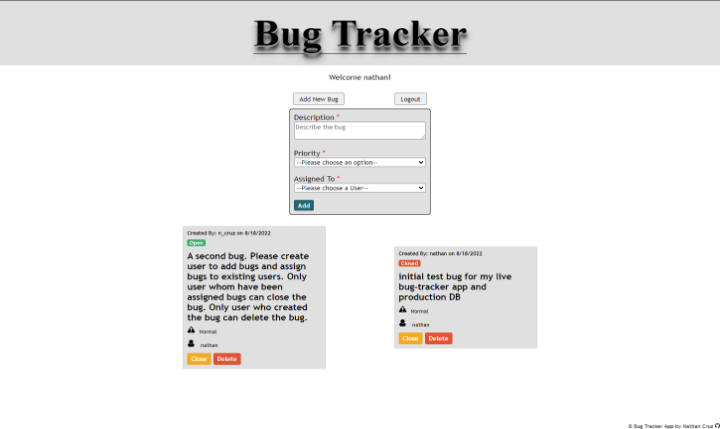 Bug Tracker
Welcome nathan!
Add New Bug
Logout
Description *
Describe the bug
Priority *
--Please choose an option--
Assigned To *
--Please choose a User--
Add
Created By: n_cruz on 8/16/2022
Open
A second bug. Please create
user to add bugs and assign
bugs to existing users. Only
user whom have been
assigned bugs can close the
bug. Only user who created
the bug can delete the bug.
Normal
nathan
Close
Delete
Created By: nathan on 8/16/2022
Closed
Initial test bug for my live
bug-tracker app and
production DB
Normal
nathan
Close
Delete
© Bug Tracker App by Nathan Cruz